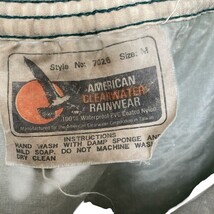 Style No: 7026 Size: M
AMERICAN
CLEARWATER
RAINWEAR
100% Waterproof PVC Coated Nylon
INSTRUCTIONS
HAND WASH WITH DAMP SPONGE AND
MILD SOAP, DO NOT MACHINE WASH
DRY CLEAN